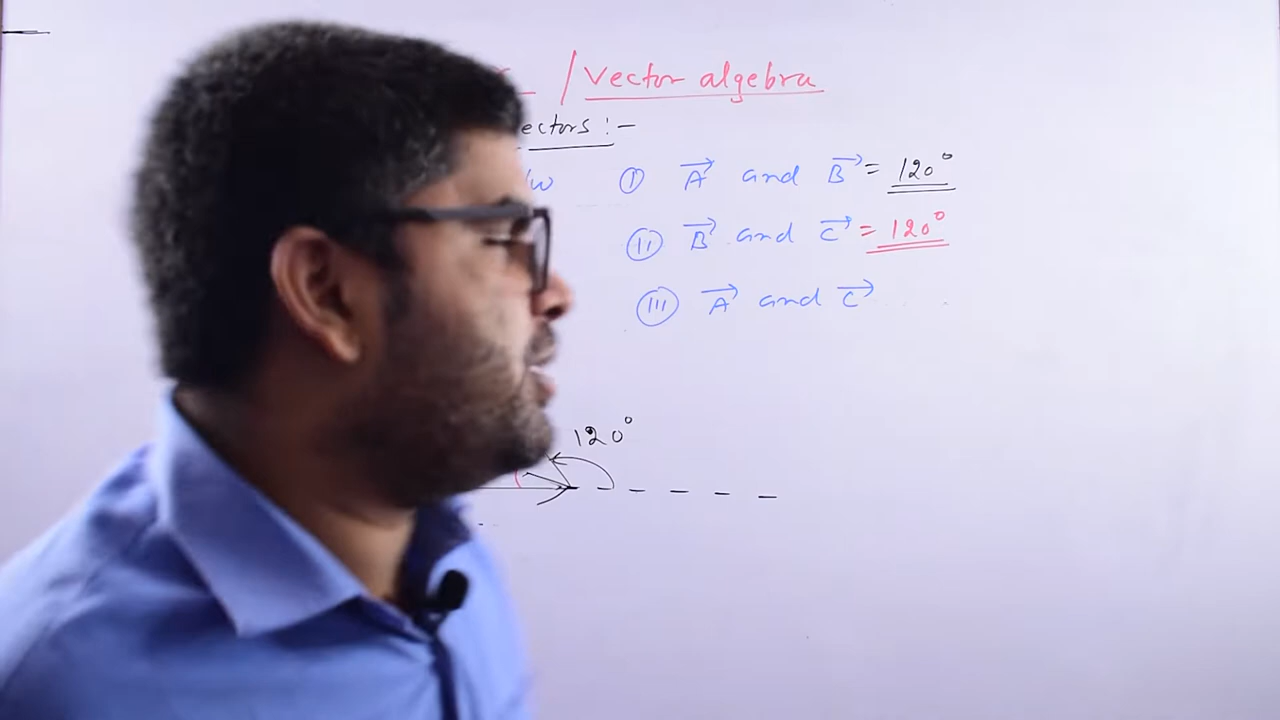 / Vector algebra
ectors :-
/w (i) A⃗ and B⃗ = 120°
(ii) B⃗ and C⃗ = 120°
(iii) A⃗ and C⃗
120°